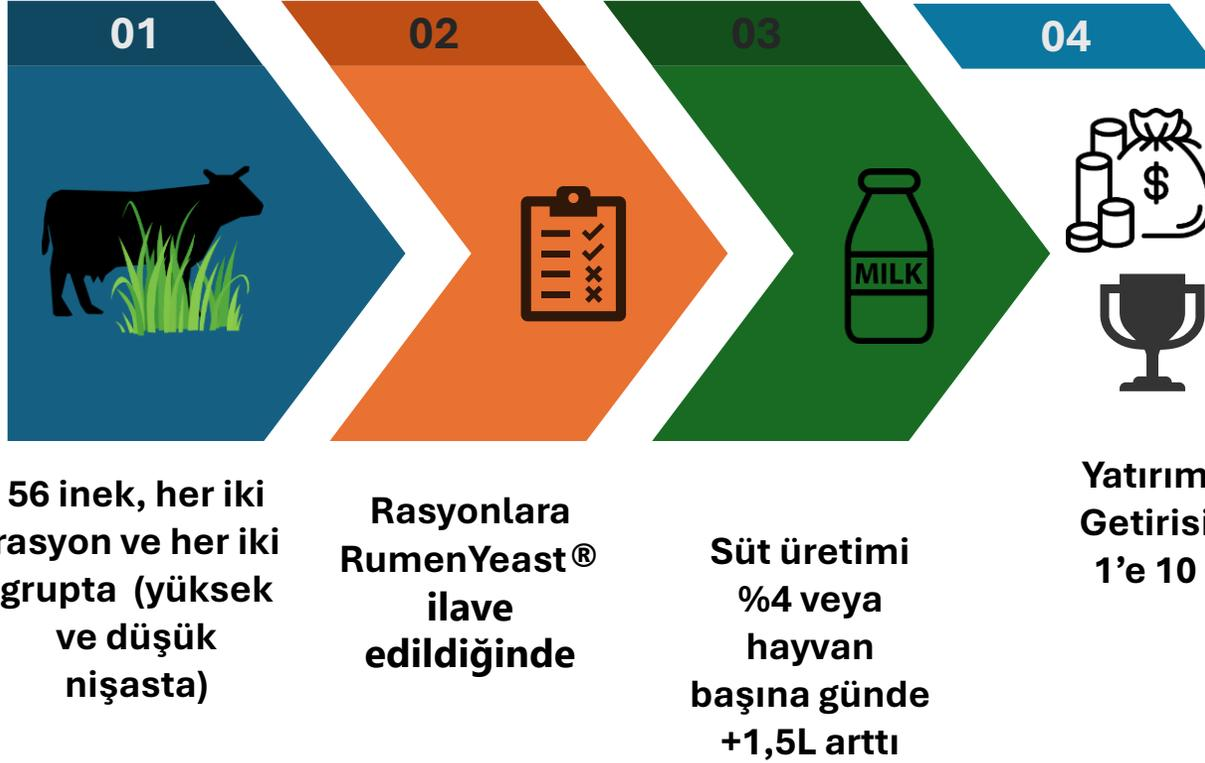 01
02
03
04
$
MILK
56 inek, her iki
rasyon ve her iki
grupta (yüksek
ve düşük
nişasta)
Rasyonlara
RumenYeast®
ilave
edildiğinde
Süt üretimi
%4 veya
hayvan
başına günde
+1,5L arttı
Yatırım
Getirisi
1’e 10